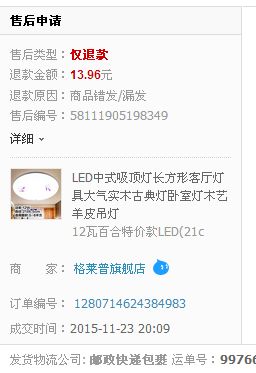 售后申请
售后类型：仅退款
退款金额：13.96元
退款原因：商品错发/漏发
售后编号：58111905198349
详细
LED中式吸顶灯长方形客厅灯
具大气实木古典灯卧室灯木艺
羊皮吊灯
12瓦百合特价款LED(21c
商　　家：格莱普旗舰店
订单编号：1280714624384983
成交时间：2015-11-23 20:09
发货物流公司: 邮政快递包裹 运单号：99766